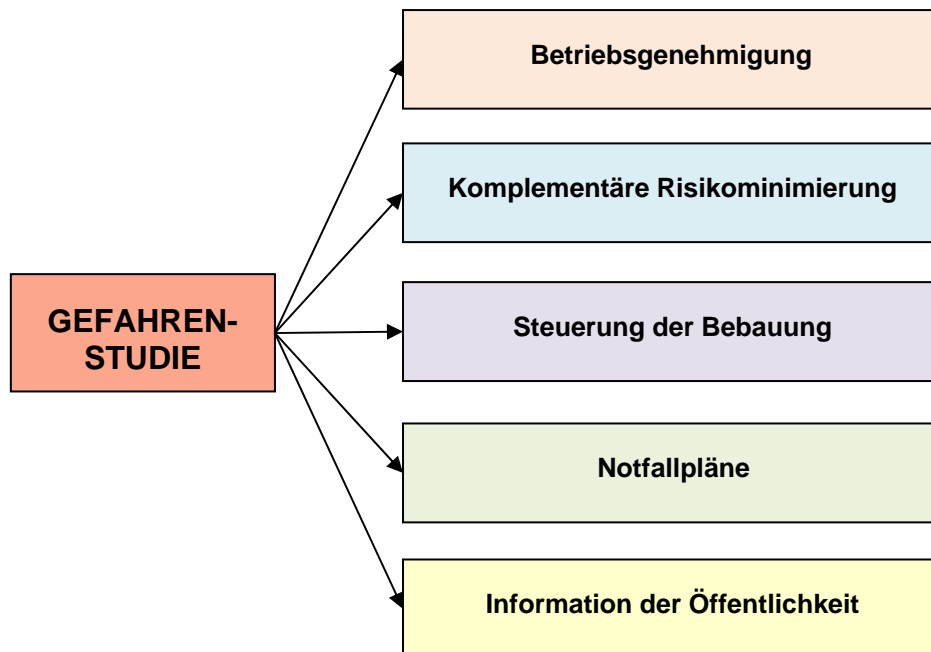 Betriebsgenehmigung
Komplementäre Risikominimierung
GEFAHREN-
STUDIE
Steuerung der Bebauung
Notfallpläne
Information der Öffentlichkeit